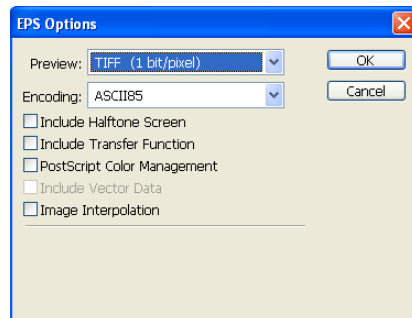 EPS Options
Preview: TIFF (1 bit/pixel) OK
Encoding: ASCII85 Cancel
Include Halftone Screen
Include Transfer Function
PostScript Color Management
Include Vector Data
Image Interpolation